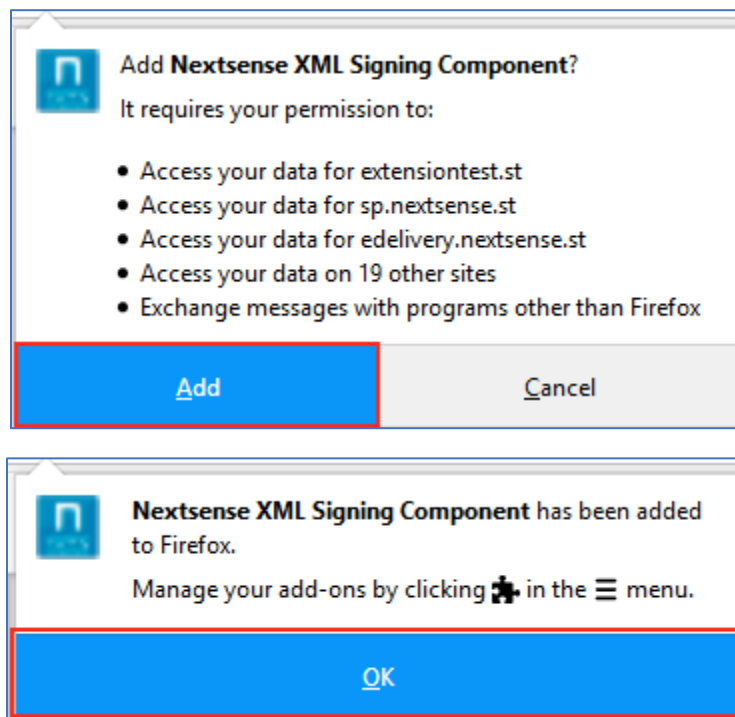 Add Nextsense XML Signing Component?
It requires your permission to:
• Access your data for extensiontest.st
• Access your data for sp.nextsense.st
• Access your data for edelivery.nextsense.st
• Access your data on 19 other sites
• Exchange messages with programs other than Firefox
Add
Cancel
Nextsense XML Signing Component has been added
to Firefox.
Manage your add-ons by clicking in the ☰ menu.
OK